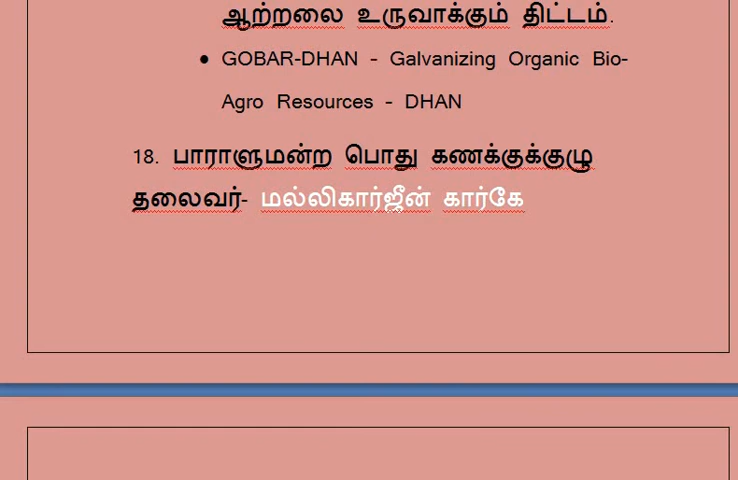 ஆற்றலை உருவாக்கும் திட்டம்.
● GOBAR-DHAN - Galvanizing Organic Bio-
Agro Resources - DHAN
18. பாராளுமன்ற பொது கணக்குக்குழு
தலைவர்- மல்லிகார்ஜீன் கார்கே